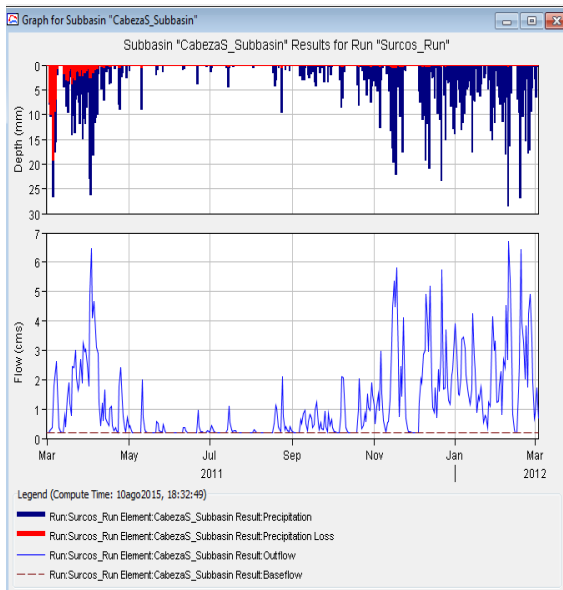 Graph for Subbasin "CabezaS_Subbasin"
Subbasin "CabezaS_Subbasin" Results for Run "Surcos_Run"
Depth (mm)
0
5
10
15
20
25
30
Flow (cms)
7
6
5
4
3
2
1
0
Mar May Jul Sep Nov Jan Mar
2011 2012
Legend (Compute Time: 10ago2015, 18:32:49)
Run:Surcos_Run Element:CabezaS_Subbasin Result:Precipitation
Run:Surcos_Run Element:CabezaS_Subbasin Result:Precipitation Loss
Run:Surcos_Run Element:CabezaS_Subbasin Result:Outflow
Run:Surcos_Run Element:CabezaS_Subbasin Result:Baseflow